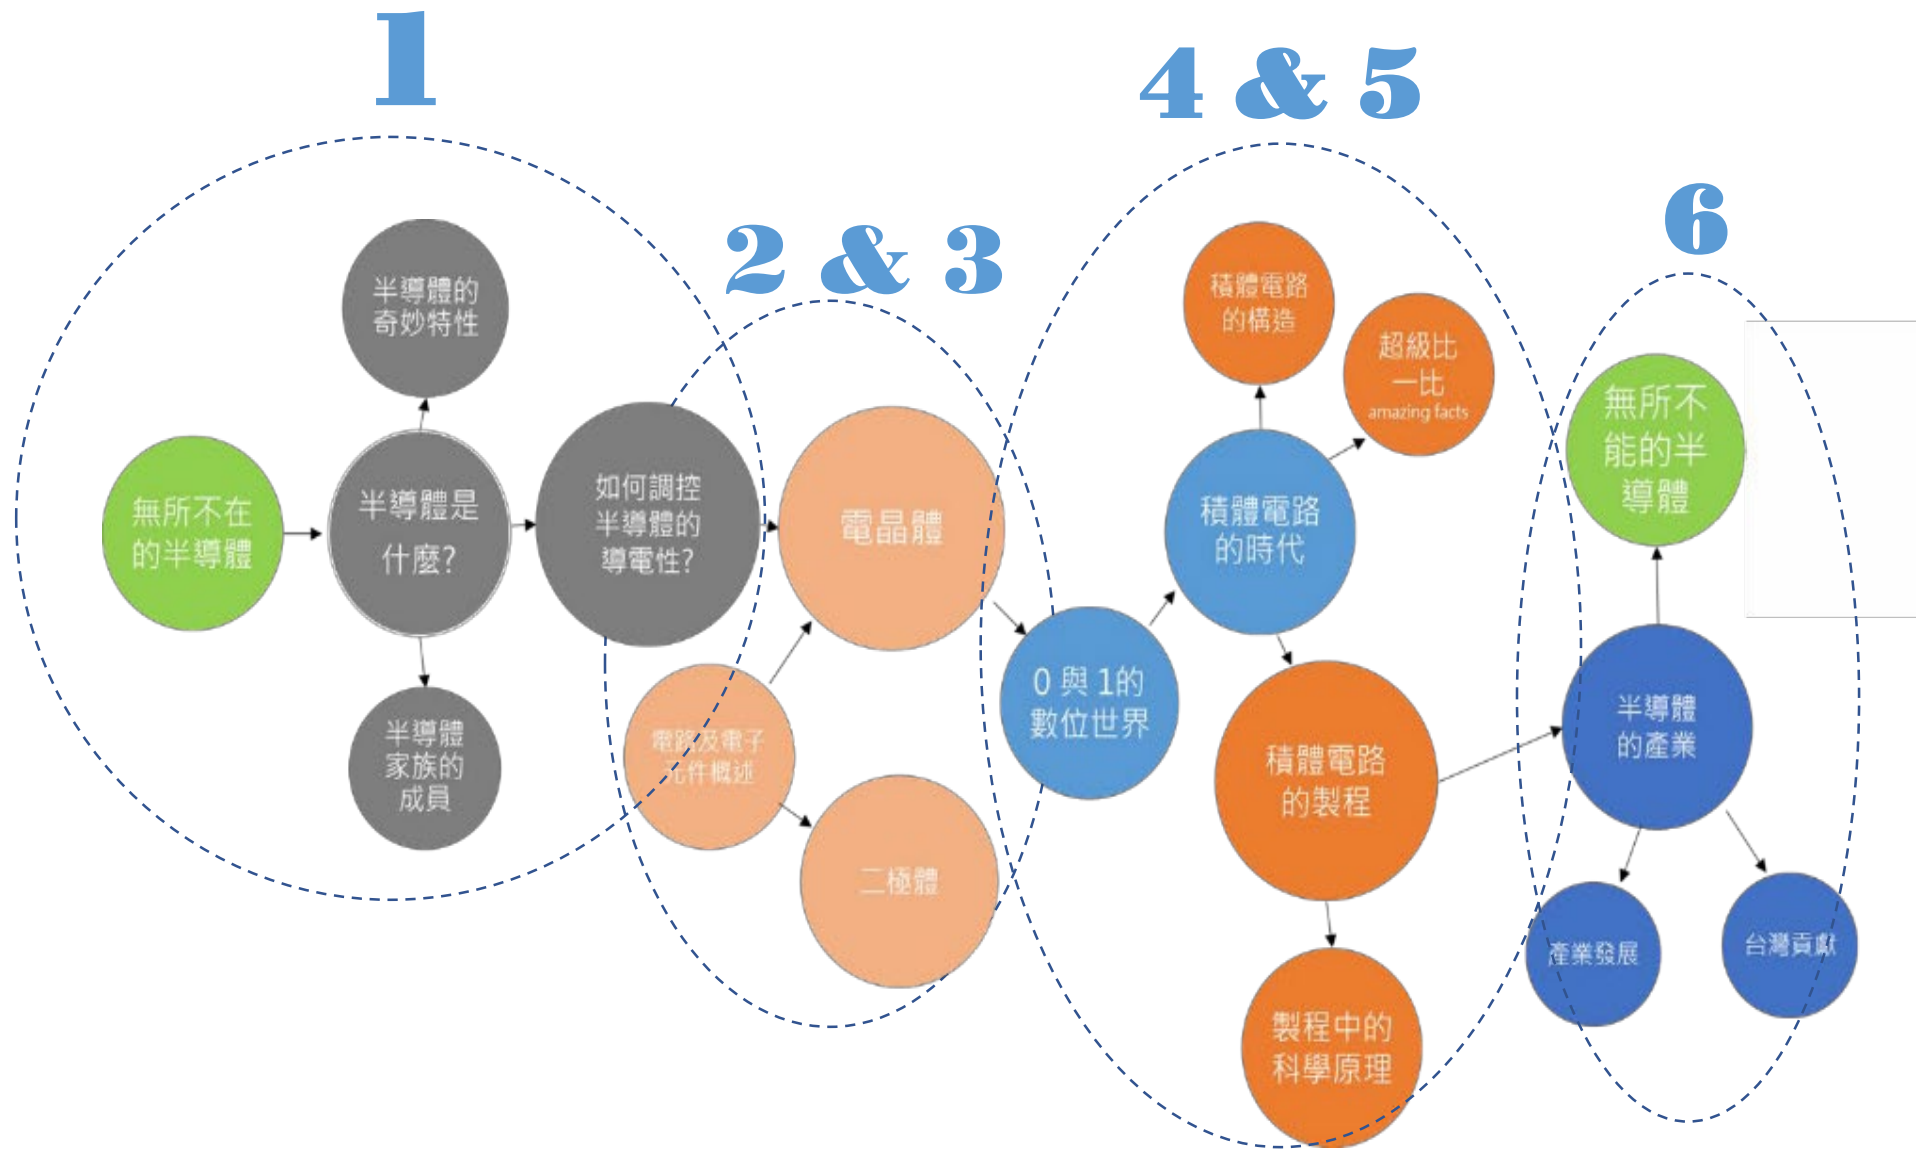 1
2 & 3
4 & 5
6
無所不在
的半導體
半導體的
奇妙特性
半導體是
什麼?
半導體
家族的
成員
如何調控
半導體的
導電性?
電晶體
電路及電子
元件概述
二極體
0 與 1的
數位世界
積體電路
的構造
超級比
一比
amazing facts
積體電路
的時代
積體電路
的製程
製程中的
科學原理
無所不
能的半
導體
半導體
的產業
產業發展
台灣貢獻